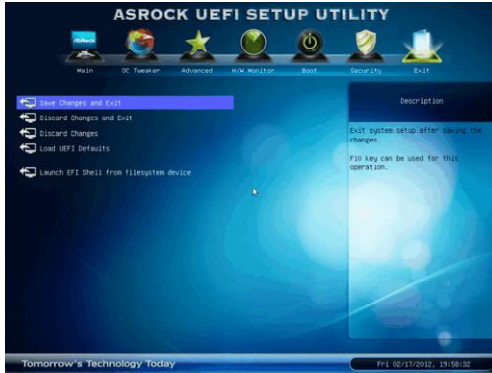 ASROCK UEFI SETUP UTILITY
ASRock
Main OC Tweaker Advanced H/W Monitor Boot Security Exit
Save Changes and Exit
Discard Changes and Exit
Discard Changes
Load UEFI Defaults
Launch EFI Shell from filesystem device
Description
Exit system setup after saving the
changes.
F10 key can be used for this
operation.
Tomorrow's Technology Today
Fri 02/17/2012, 19:58:32